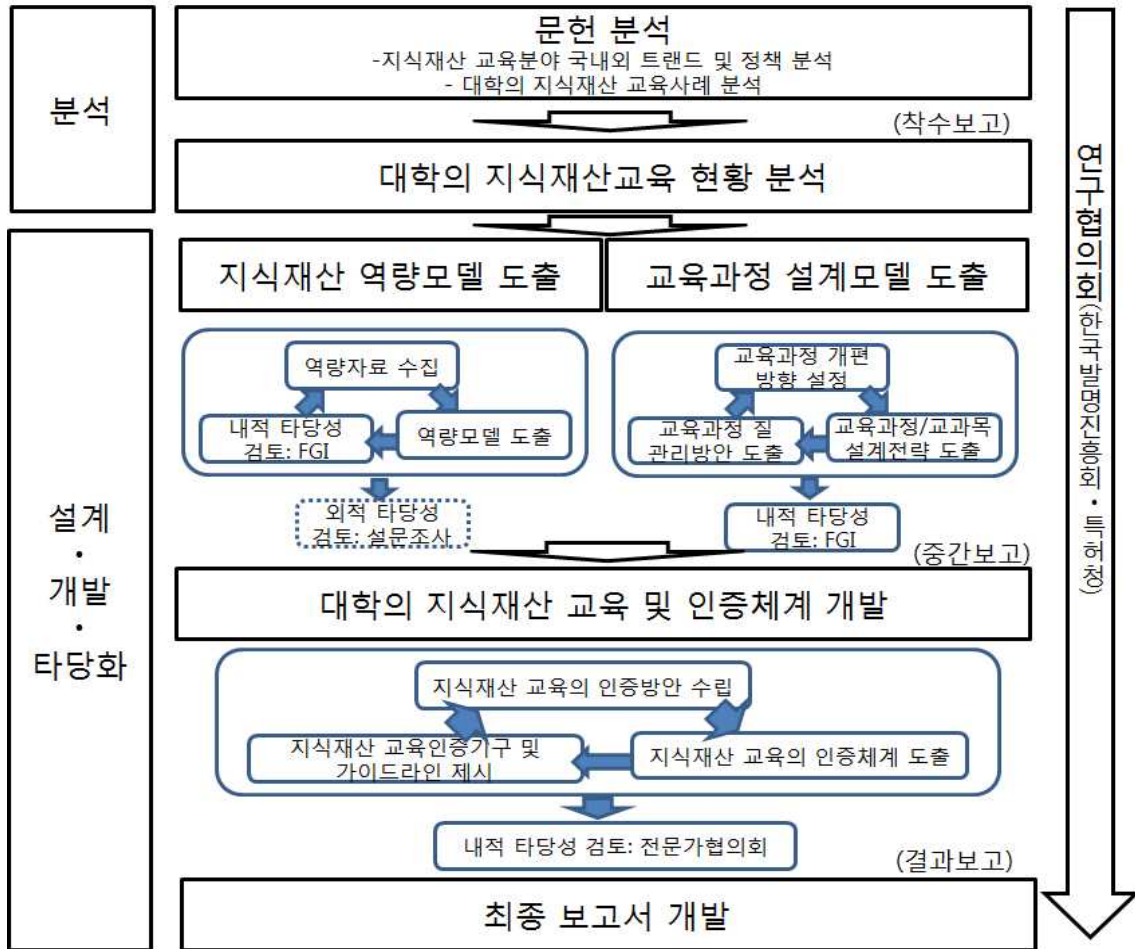 분석
문헌 분석
-지식재산 교육분야 국내외 트랜드 및 정책 분석
- 대학의 지식재산 교육사례 분석
(착수보고)
대학의 지식재산교육 현황 분석
설계
·
개발
·
타당화
지식재산 역량모델 도출
교육과정 설계모델 도출
역량자료 수집
내적 타당성
검토: FGI
역량모델 도출
외적 타당성
검토: 설문조사
교육과정 개편
방향 설정
교육과정 질
관리방안 도출
교육과정/교과목
설계전략 도출
내적 타당성
검토: FGI
(중간보고)
대학의 지식재산 교육 및 인증체계 개발
지식재산 교육의 인증방안 수립
지식재산 교육인증기구 및
가이드라인 제시
지식재산 교육의 인증체계 도출
내적 타당성 검토: 전문가협의회
(결과보고)
최종 보고서 개발
연구협의회(한국발명진흥회·특허청)